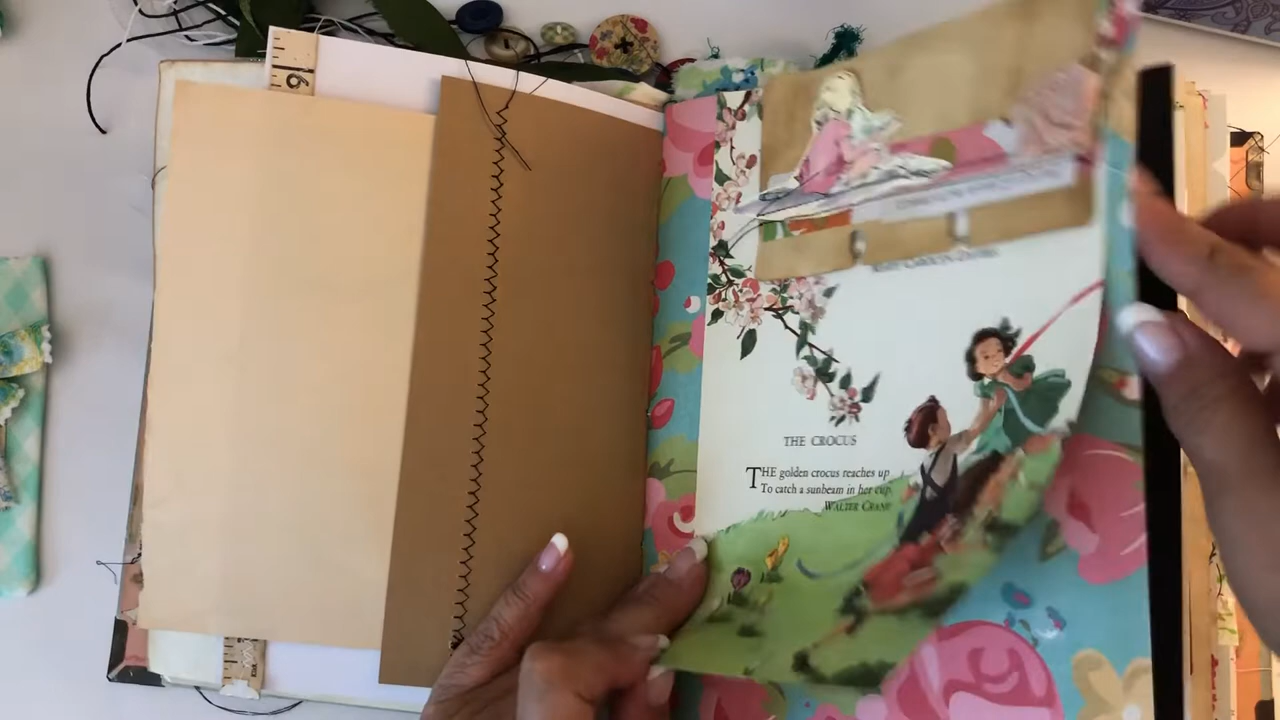 6
THE CROCUS
THE golden crocus reaches up
To catch a sunbeam in her cup.
WALTER CRANE